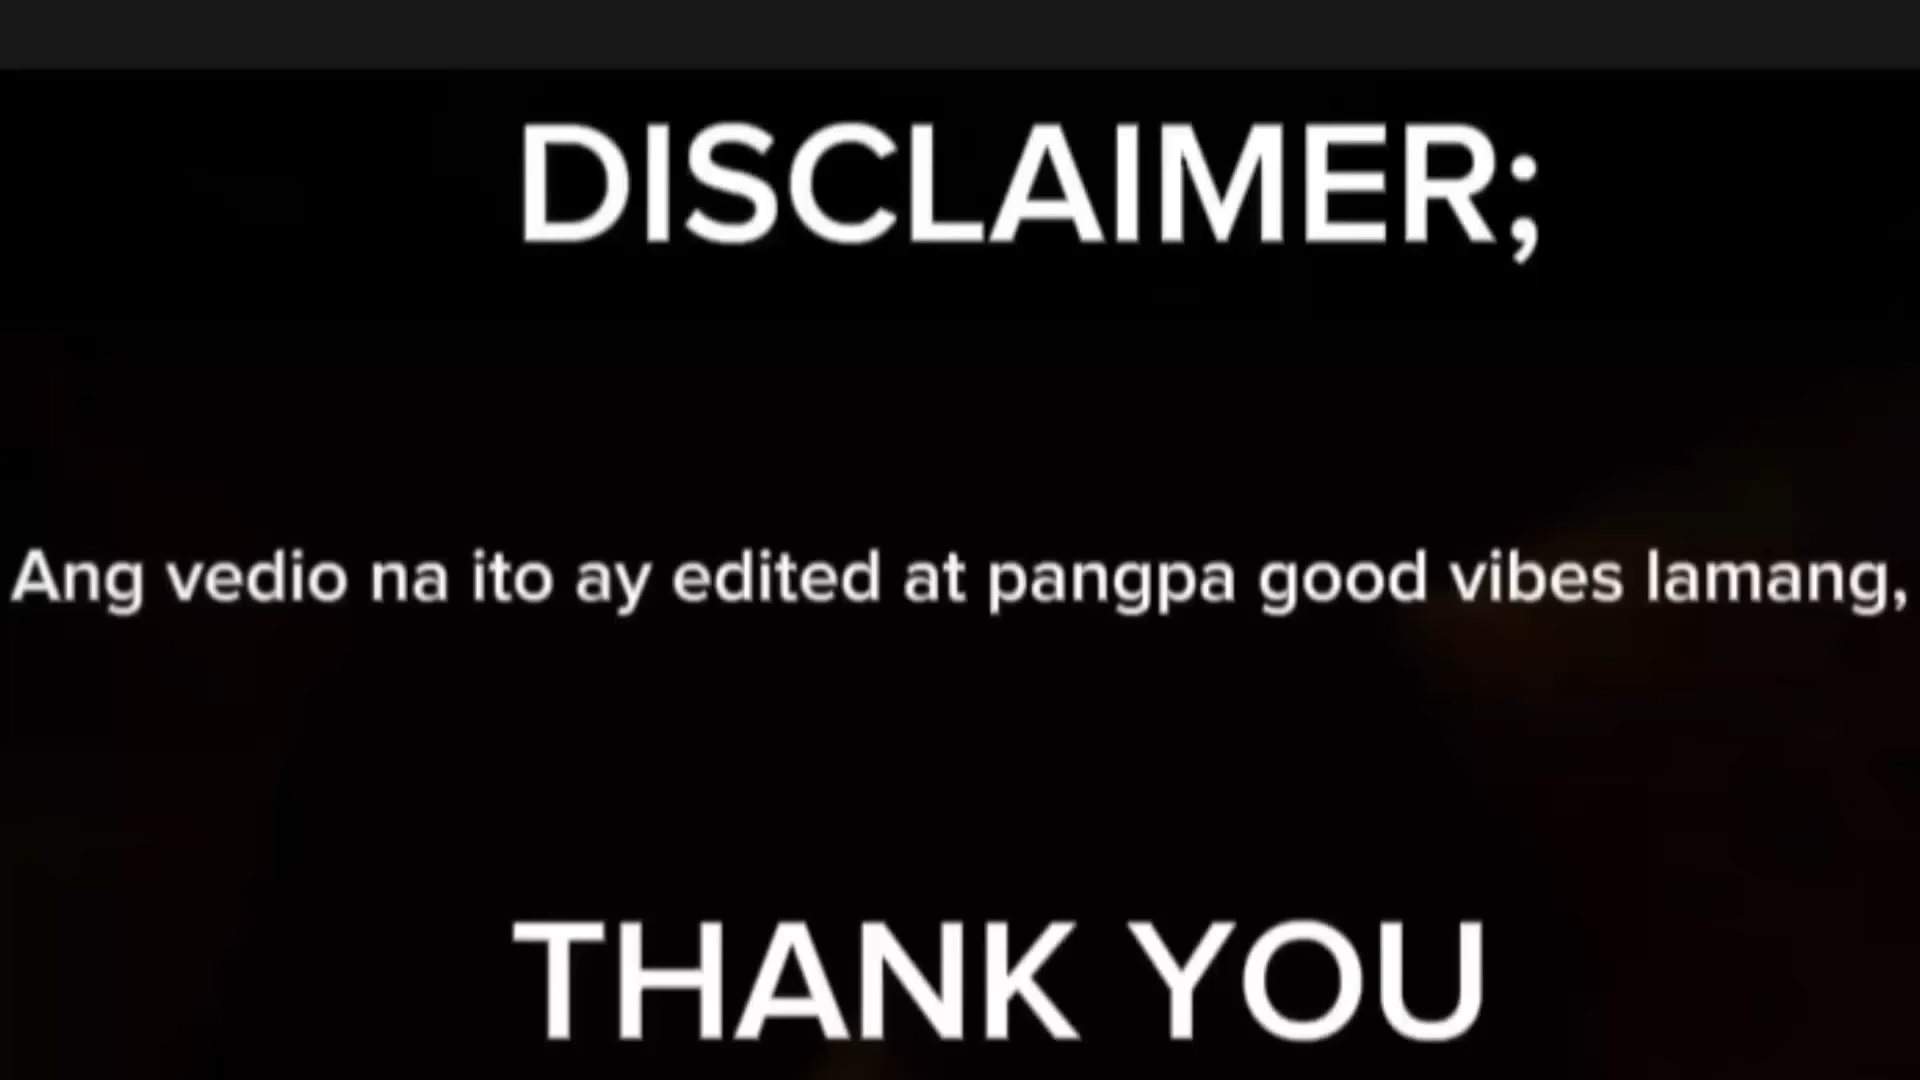 DISCLAIMER;
Ang vedio na ito ay edited at pangpa good vibes lamang,
THANK YOU